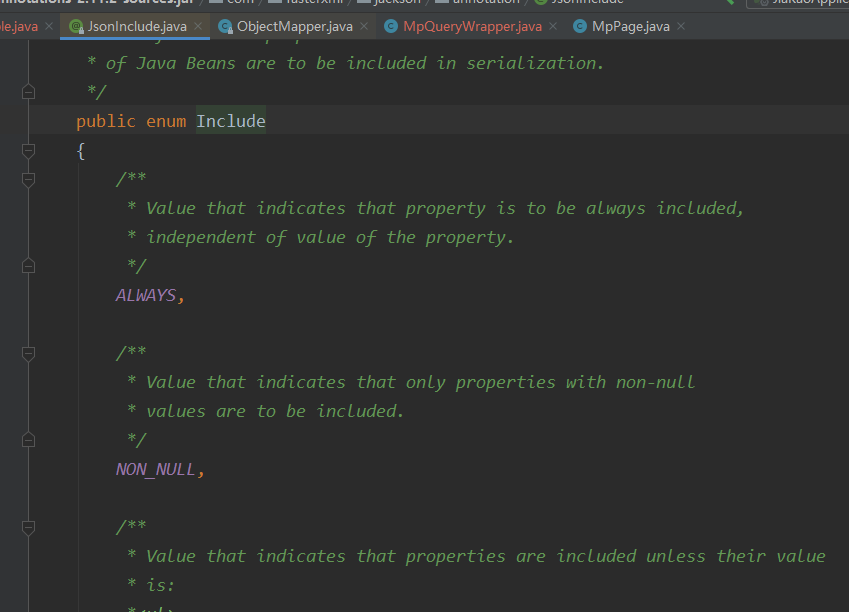 com fasterxml jackson annotation JsonInclude
le.java JsonInclude.java ObjectMapper.java MpQueryWrapper.java MpPage.java
* of Java Beans are to be included in serialization.
*/
public enum Include
{
/**
* Value that indicates that property is to be always included,
* independent of value of the property.
*/
ALWAYS,
/**
* Value that indicates that only properties with non-null
* values are to be included.
*/
NON_NULL,
/**
* Value that indicates that properties are included unless their value
* is: